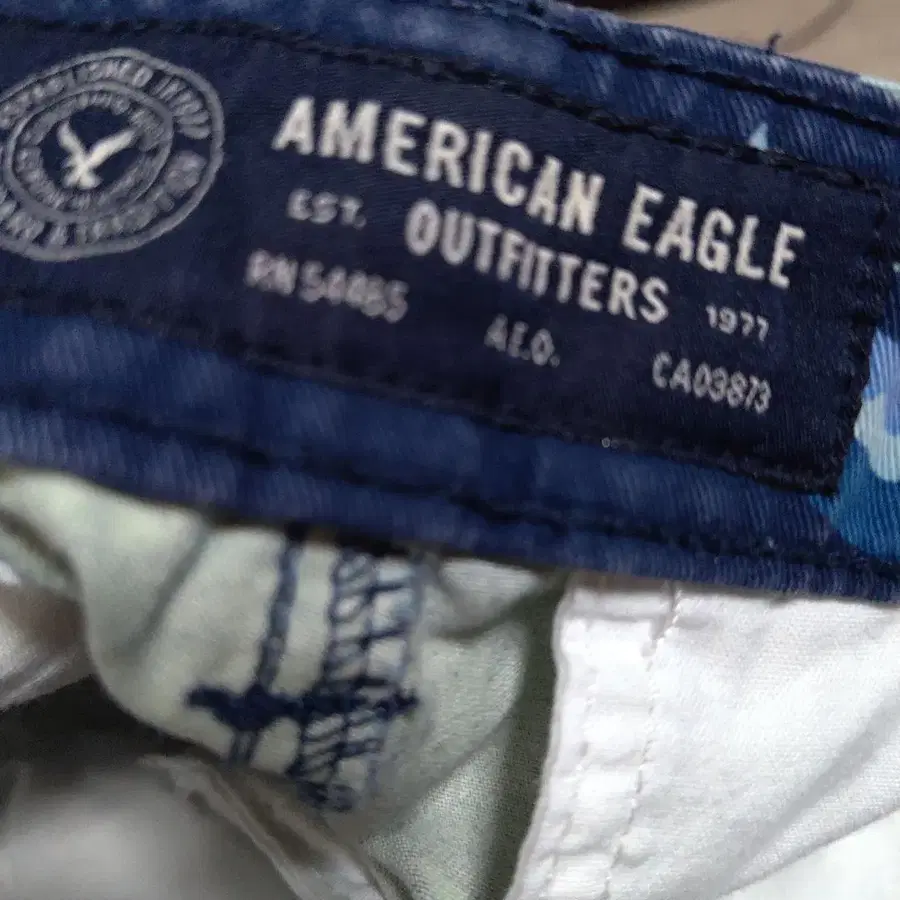 AMERICAN EAGLE
EST. OUTFITTERS 1977
RN 54485 A.E.O. CA03873